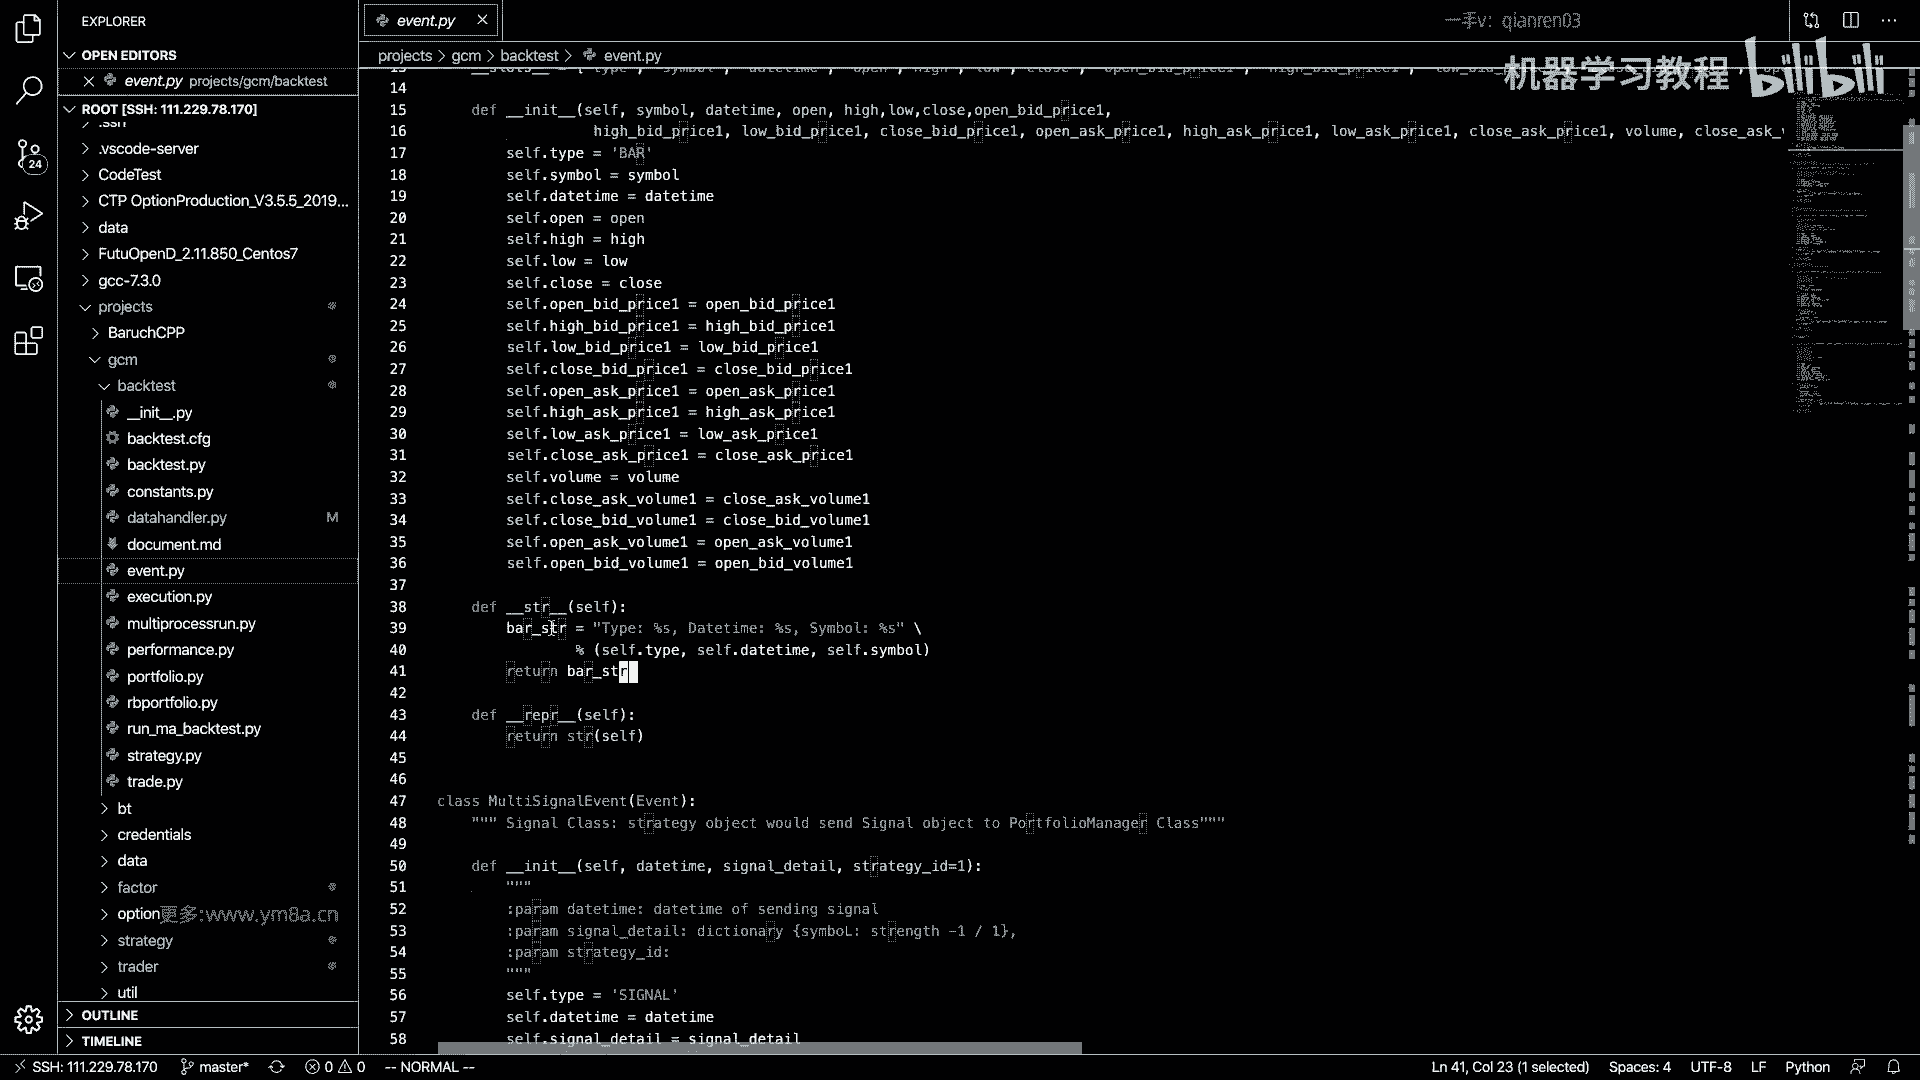 EXPLORER
event.py
一手v: qianren03
OPEN EDITORS
event.py projects/gcm/backtest
projects > gcm > backtest > event.py
机器学习教程 bilibili
ROOT [SSH: 111.229.78.170]
.ssh
.vscode-server
CodeTest
CTP OptionProduction_V3.5.5_2019...
data
FutuOpenD_2.11.850_Centos7
gcc-7.3.0
projects
BaruchCPP
gcm
backtest
__init__.py
backtest.cfg
backtest.py
constants.py
datahandler.py M
document.md
event.py
execution.py
multiprocessrun.py
performance.py
portfolio.py
rbportfolio.py
run_ma_backtest.py
strategy.py
trade.py
bt
credentials
data
factor
option
更多:www.ym8a.cn
strategy
trader
util
OUTLINE
TIMELINE
24
14
15 def __init__(self, symbol, datetime, open, high,low,close,open_bid_price1,
16 high_bid_price1, low_bid_price1, close_bid_price1, open_ask_price1, high_ask_price1, low_ask_price1, close_ask_price1, volume, close_ask_v
17 self.type = 'BAR'
18 self.symbol = symbol
19 self.datetime = datetime
20 self.open = open
21 self.high = high
22 self.low = low
23 self.close = close
24 self.open_bid_price1 = open_bid_price1
25 self.high_bid_price1 = high_bid_price1
26 self.low_bid_price1 = low_bid_price1
27 self.close_bid_price1 = close_bid_price1
28 self.open_ask_price1 = open_ask_price1
29 self.high_ask_price1 = high_ask_price1
30 self.low_ask_price1 = low_ask_price1
31 self.close_ask_price1 = close_ask_price1
32 self.volume = volume
33 self.close_ask_volume1 = close_ask_volume1
34 self.close_bid_volume1 = close_bid_volume1
35 self.open_ask_volume1 = open_ask_volume1
36 self.open_bid_volume1 = open_bid_volume1
37
38 def __str__(self):
39 bar_str = "Type: %s, Datetime: %s, Symbol: %s" \
40 % (self.type, self.datetime, self.symbol)
41 return bar_str
42
43 def __repr__(self):
44 return str(self)
45
46
47 class MultiSignalEvent(Event):
48 """ Signal Class: strategy object would send Signal object to PortfolioManager Class"""
49
50 def __init__(self, datetime, signal_detail, strategy_id=1):
51 """
52 :param datetime: datetime of sending signal
53 :param signal_detail: dictionary {symboL: strength -1 / 1},
54 :param strategy_id:
55 """
56 self.type = 'SIGNAL'
57 self.datetime = datetime
58 self.signal_detail = signal_detail
SSH: 111.229.78.170 master* 0 0 -- NORMAL -- Ln 41, Col 23 (1 selected) Spaces: 4 UTF-8 LF Python